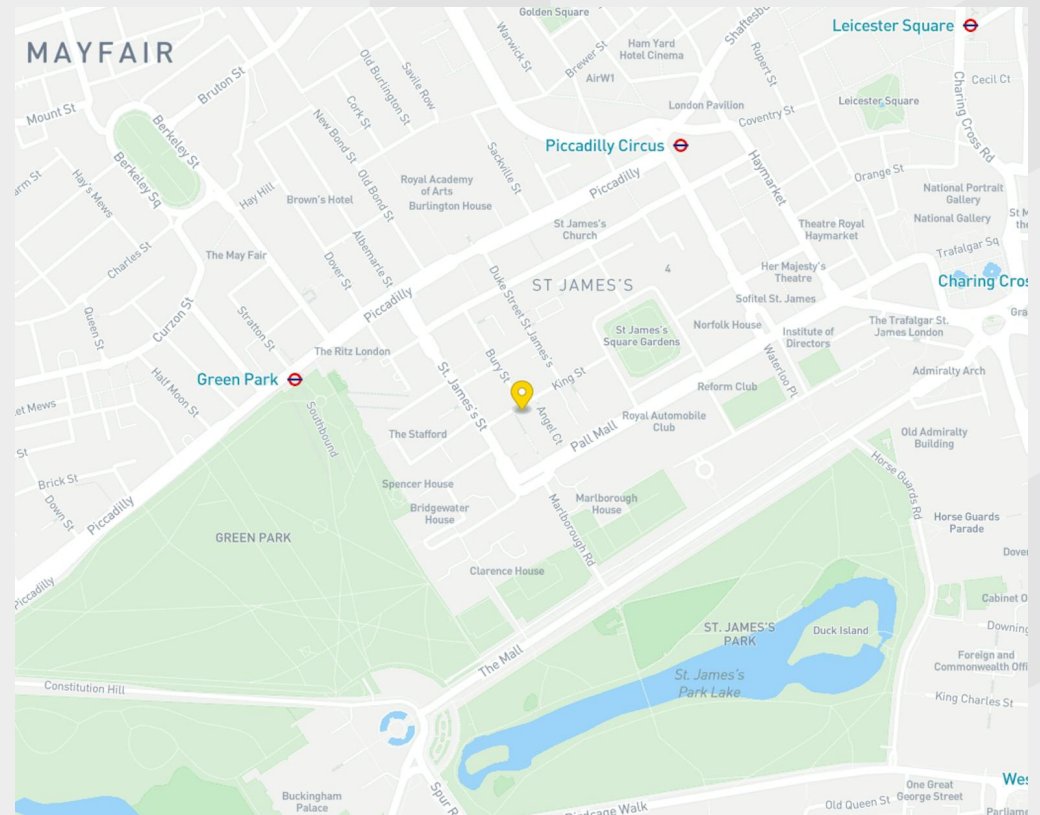 Golden Square
Leicester Square
MAYFAIR
Warwick St
Brewer St
Ham Yard
Hotel Cinema
Rupert St
Old Burlington St
Savile Row
AirW1
Cecil Ct
Bruton St
Cork St
London Pavilion
Leicester Square
Charing Cross Rd
Mount St
Berkeley St
New Bond St
Coventry St
Piccadilly Circus
Sackville St
Haymarket
Berkeley Sq
Hay's Mews
Hay Hill
Old Bond St
Royal Academy
of Arts
Burlington House
Piccadilly
Orange St
National Portrait
Gallery
Brown's Hotel
National Gallery
St James's
Church
Theatre Royal
Haymarket
Charles St
The May Fair
Albemarle St
Dover St
Trafalgar Sq
Her Majesty's
Theatre
4
ST JAMES'S
Duke Street St James's
Sofitel St. James
Queen St
Curzon St
Stratton St
Piccadilly
St James's
Square Gardens
Norfolk House
Institute of
Directors
The Trafalgar St.
James London
The Ritz London
Green Park
Half Moon St
St. James's St
Bury St
King St
Waterloo Pl
Admiralty Arch
Reform Club
Southbound
Angel Ct
Royal Automobile
Club
The Stafford
Pall Mall
Old Admiralty
Building
St
Brick St
Down St
Piccadilly
Spencer House
Bridgewater
House
Marlborough
House
Horse Guards Rd
Marlborough Rd
Horse Guards
Parade
GREEN PARK
Clarence House
Piccadilly
ST. JAMES'S
PARK
Duck Island
The Mall
St. James's
Park Lake
Foreign and
Constitution Hill
King Charles St
Buckingham
Palace
One Great
George Street
Old Queen St